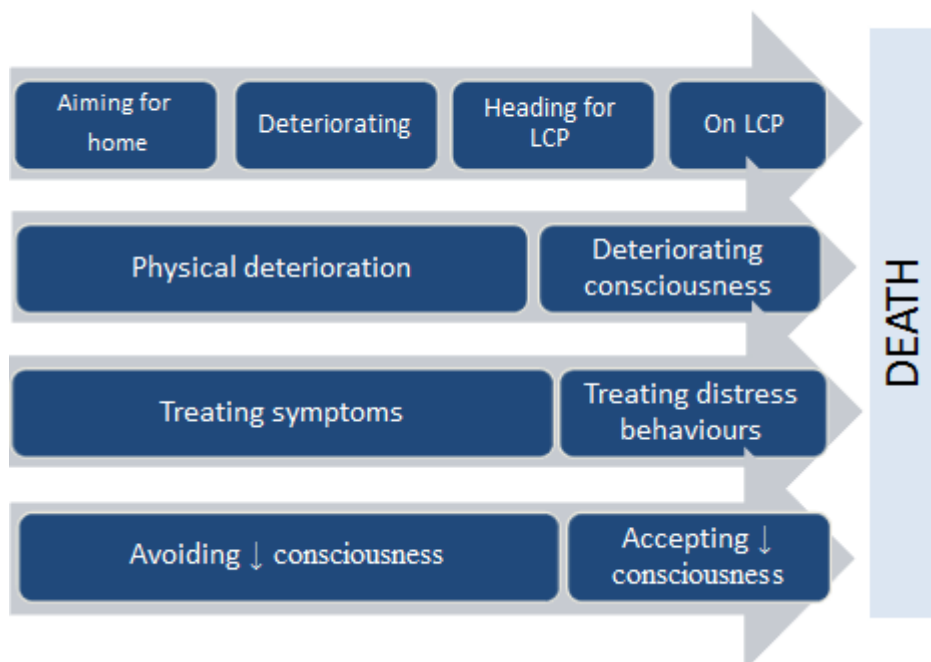 Aiming for
home
Deteriorating
Heading for
LCP
On LCP
Physical deterioration
Deteriorating
consciousness
Treating symptoms
Treating distress
behaviours
Avoiding ↓ consciousness
Accepting ↓
consciousness
DEATH